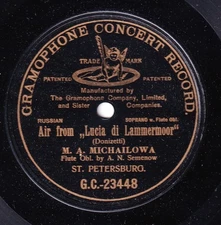 GRAMOPHONE CONCERT RECORD.
TRADE MARK
PATENTED PATENTED
Manufactured by
The Gramophone Company, Limited,
and Sister Companies.
RUSSIAN SOPRANO w. Flute Obl.
Air from „Lucia di Lammermoor"
(Donizetti)
M. A. MICHAILOWA
Flute Obl. by A. N. Semenow
ST. PETERSBURG.
G.C.-23448